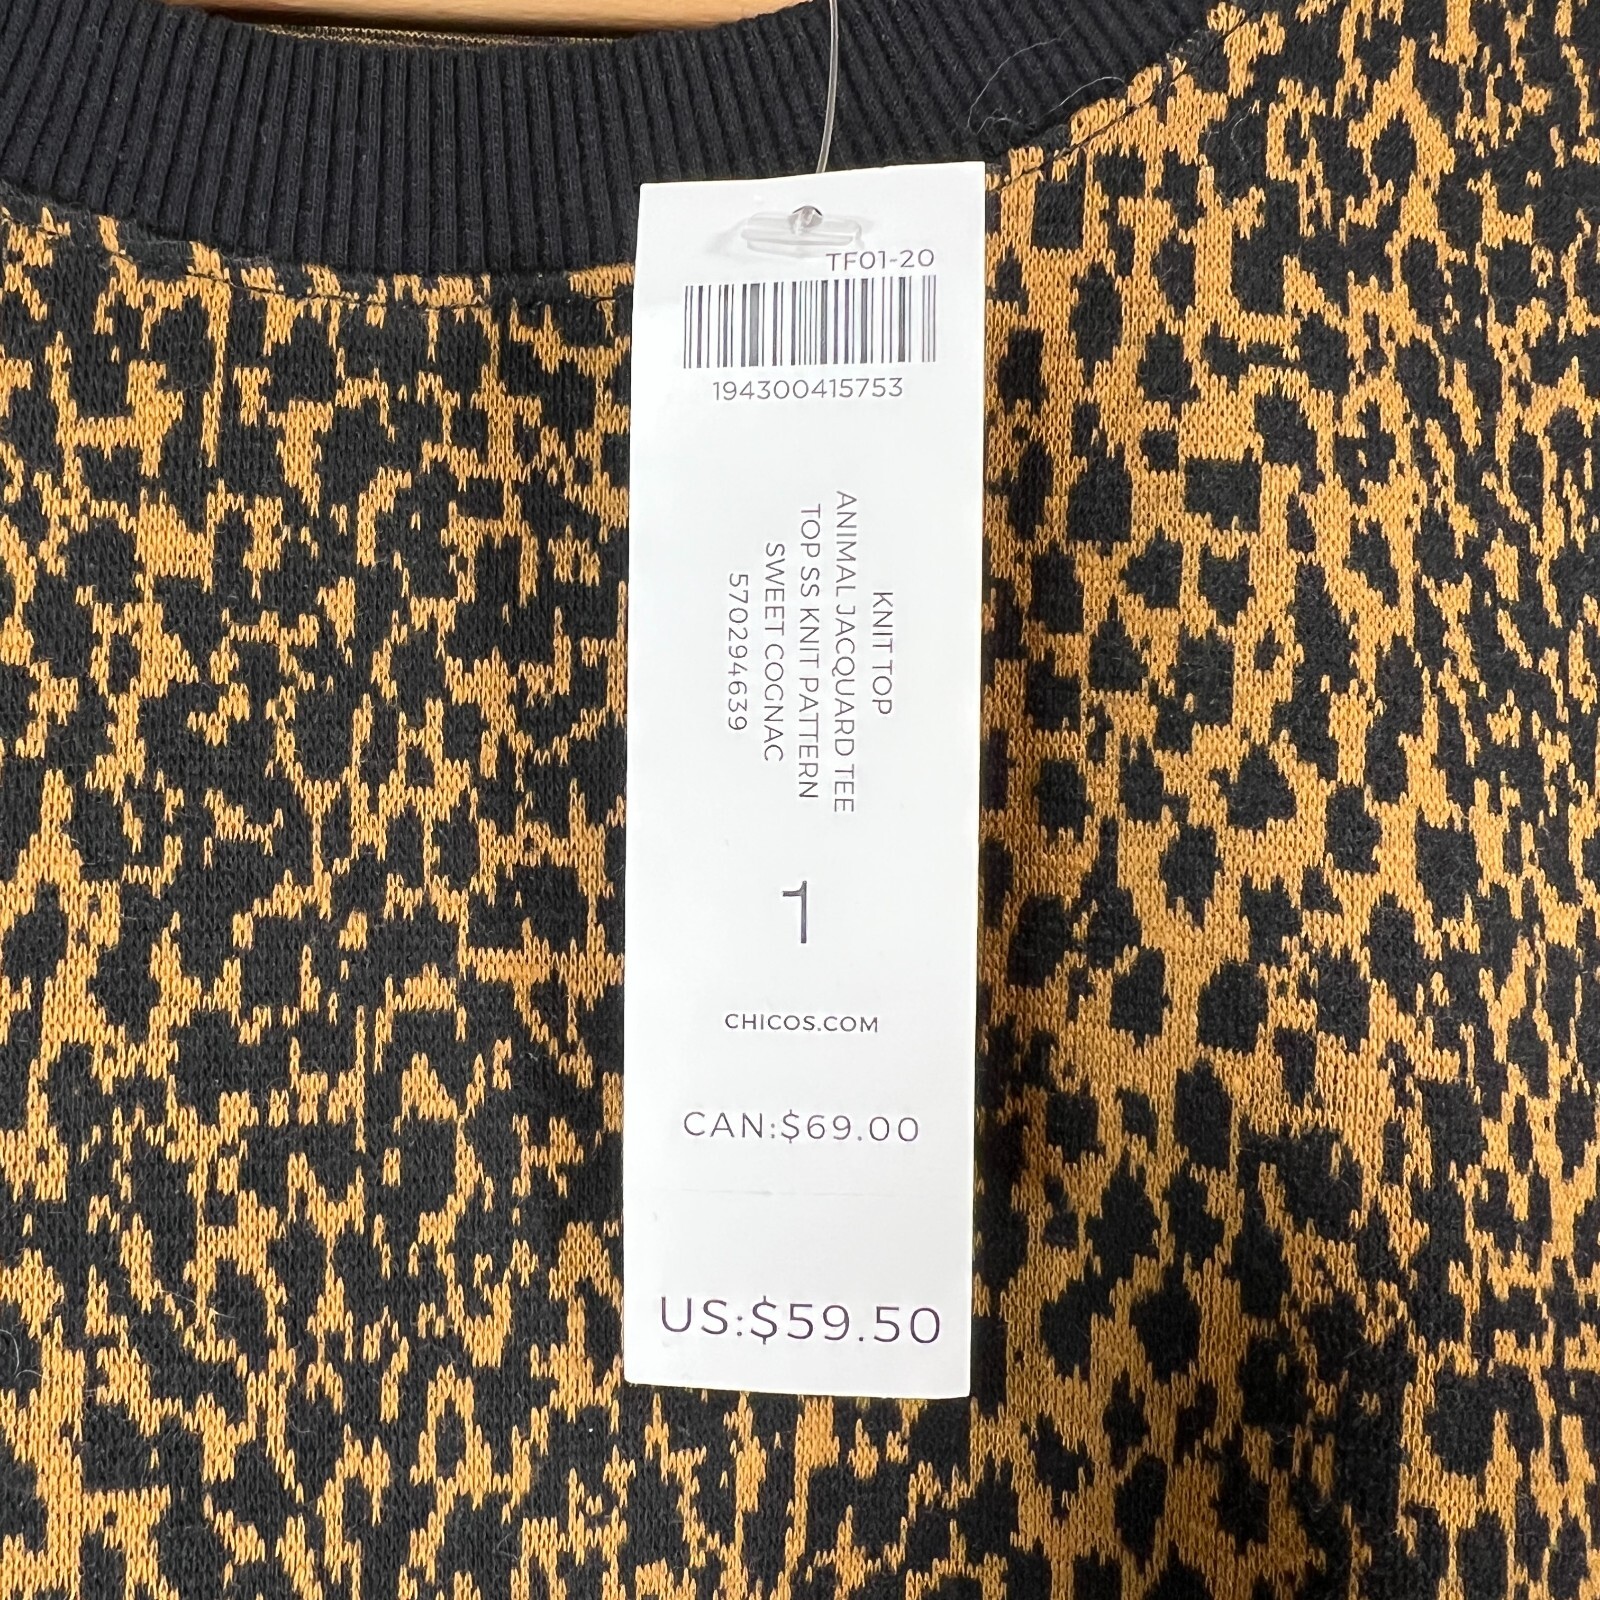 TF01-20
194300415753
KNIT TOP
ANIMAL JACQUARD TEE
TOP SS KNIT PATTERN
SWEET COGNAC
570294639
1
CHICOS.COM
CAN:$69.00
US:$59.50